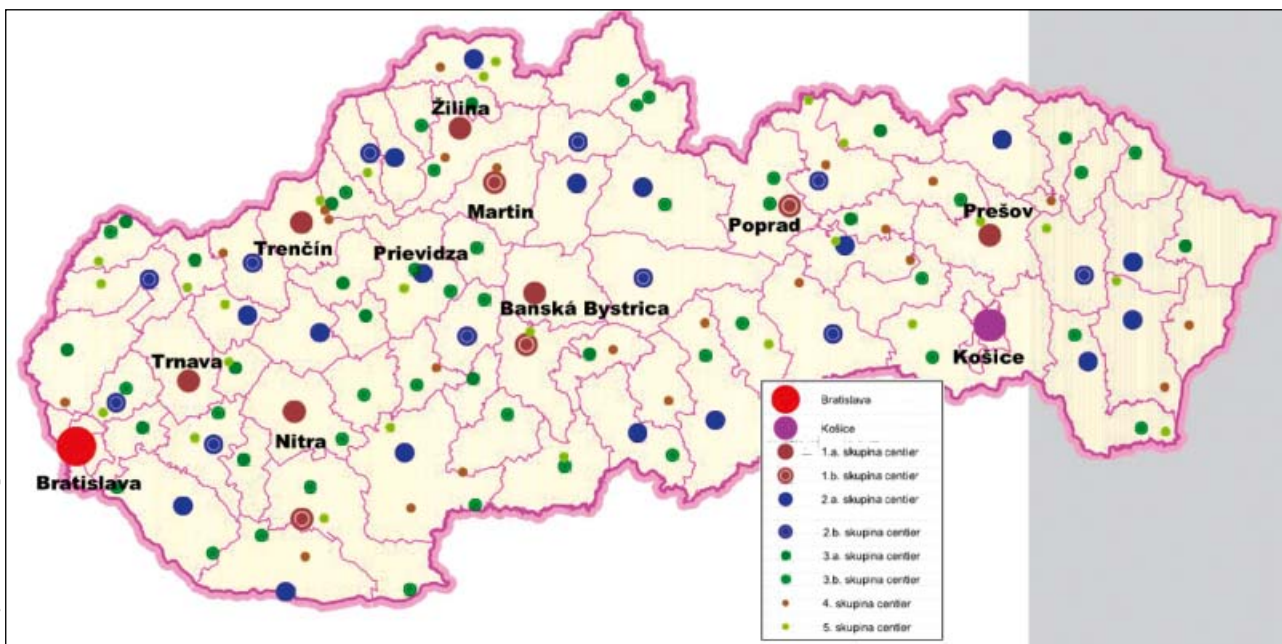 Žilina
Martin
Poprad
Prešov
Trenčín
Prievidza
Banská Bystrica
Košice
Trnava
Nitra
Bratislava
Bratislava
Košice
1.a. skupina centier
1.b. skupina centier
2.a. skupina centier
2.b. skupina centier
3.a. skupina centier
3.b. skupina centier
4. skupina centier
5. skupina centier